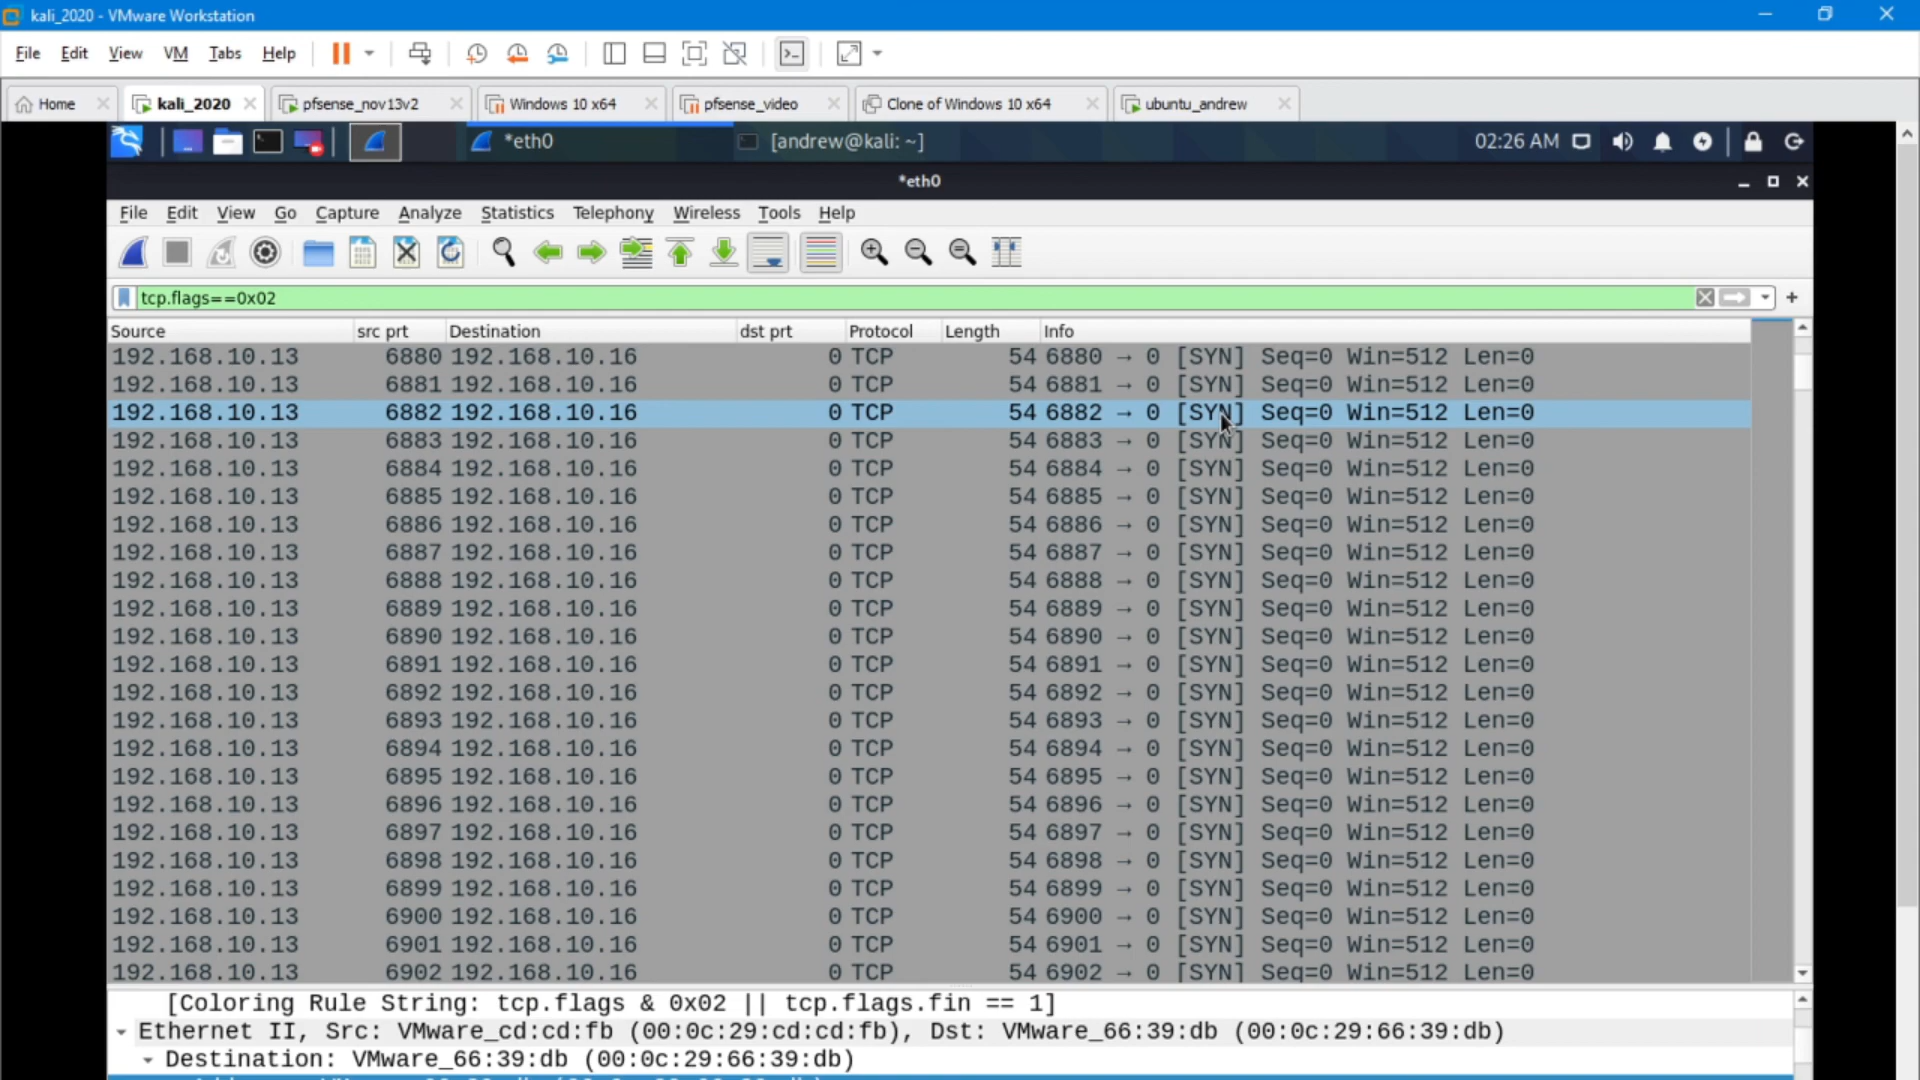 kali_2020 - VMware Workstation
File Edit View VM Tabs Help
Home kali_2020 pfsense_nov13v2 Windows 10 x64 pfsense_video Clone of Windows 10 x64 ubuntu_andrew
*eth0 [andrew@kali: ~] 02:26 AM
*eth0
File Edit View Go Capture Analyze Statistics Telephony Wireless Tools Help
tcp.flags==0x02
Source src prt Destination dst prt Protocol Length Info
192.168.10.13 6880 192.168.10.16 0 TCP 54 6880 → 0 [SYN] Seq=0 Win=512 Len=0
192.168.10.13 6881 192.168.10.16 0 TCP 54 6881 → 0 [SYN] Seq=0 Win=512 Len=0
192.168.10.13 6882 192.168.10.16 0 TCP 54 6882 → 0 [SYN] Seq=0 Win=512 Len=0
192.168.10.13 6883 192.168.10.16 0 TCP 54 6883 → 0 [SYN] Seq=0 Win=512 Len=0
192.168.10.13 6884 192.168.10.16 0 TCP 54 6884 → 0 [SYN] Seq=0 Win=512 Len=0
192.168.10.13 6885 192.168.10.16 0 TCP 54 6885 → 0 [SYN] Seq=0 Win=512 Len=0
192.168.10.13 6886 192.168.10.16 0 TCP 54 6886 → 0 [SYN] Seq=0 Win=512 Len=0
192.168.10.13 6887 192.168.10.16 0 TCP 54 6887 → 0 [SYN] Seq=0 Win=512 Len=0
192.168.10.13 6888 192.168.10.16 0 TCP 54 6888 → 0 [SYN] Seq=0 Win=512 Len=0
192.168.10.13 6889 192.168.10.16 0 TCP 54 6889 → 0 [SYN] Seq=0 Win=512 Len=0
192.168.10.13 6890 192.168.10.16 0 TCP 54 6890 → 0 [SYN] Seq=0 Win=512 Len=0
192.168.10.13 6891 192.168.10.16 0 TCP 54 6891 → 0 [SYN] Seq=0 Win=512 Len=0
192.168.10.13 6892 192.168.10.16 0 TCP 54 6892 → 0 [SYN] Seq=0 Win=512 Len=0
192.168.10.13 6893 192.168.10.16 0 TCP 54 6893 → 0 [SYN] Seq=0 Win=512 Len=0
192.168.10.13 6894 192.168.10.16 0 TCP 54 6894 → 0 [SYN] Seq=0 Win=512 Len=0
192.168.10.13 6895 192.168.10.16 0 TCP 54 6895 → 0 [SYN] Seq=0 Win=512 Len=0
192.168.10.13 6896 192.168.10.16 0 TCP 54 6896 → 0 [SYN] Seq=0 Win=512 Len=0
192.168.10.13 6897 192.168.10.16 0 TCP 54 6897 → 0 [SYN] Seq=0 Win=512 Len=0
192.168.10.13 6898 192.168.10.16 0 TCP 54 6898 → 0 [SYN] Seq=0 Win=512 Len=0
192.168.10.13 6899 192.168.10.16 0 TCP 54 6899 → 0 [SYN] Seq=0 Win=512 Len=0
192.168.10.13 6900 192.168.10.16 0 TCP 54 6900 → 0 [SYN] Seq=0 Win=512 Len=0
192.168.10.13 6901 192.168.10.16 0 TCP 54 6901 → 0 [SYN] Seq=0 Win=512 Len=0
192.168.10.13 6902 192.168.10.16 0 TCP 54 6902 → 0 [SYN] Seq=0 Win=512 Len=0
[Coloring Rule String: tcp.flags & 0x02 || tcp.flags.fin == 1]
Ethernet II, Src: VMware_cd:cd:fb (00:0c:29:cd:cd:fb), Dst: VMware_66:39:db (00:0c:29:66:39:db)
Destination: VMware_66:39:db (00:0c:29:66:39:db)